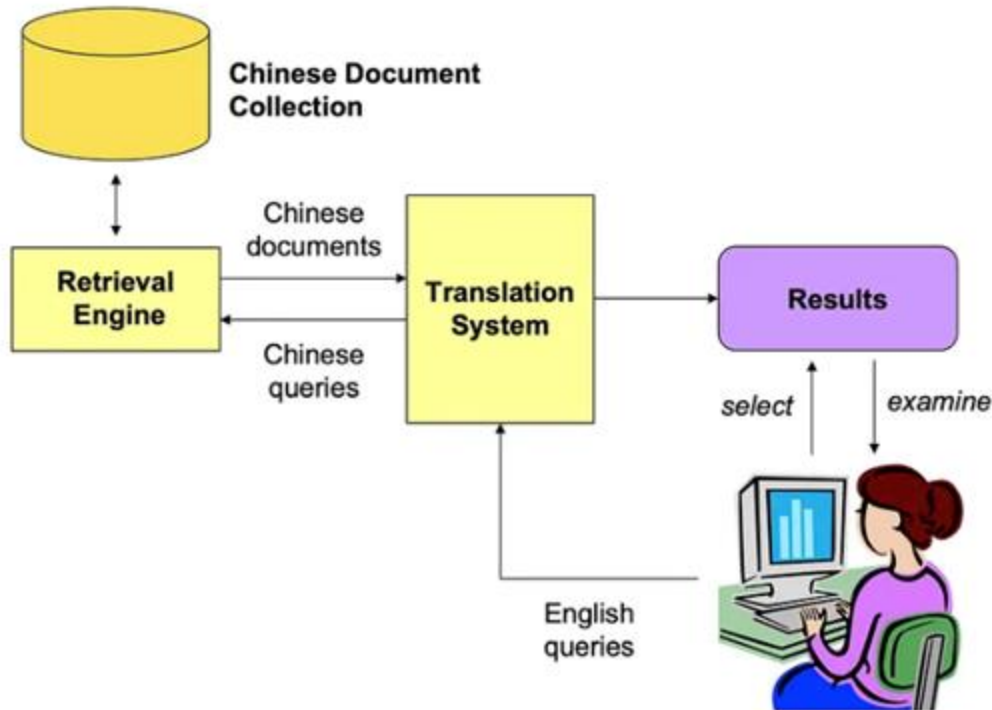 Chinese Document
Collection
Chinese
documents
Retrieval
Engine
Translation
System
Results
Chinese
queries
select
examine
English
queries